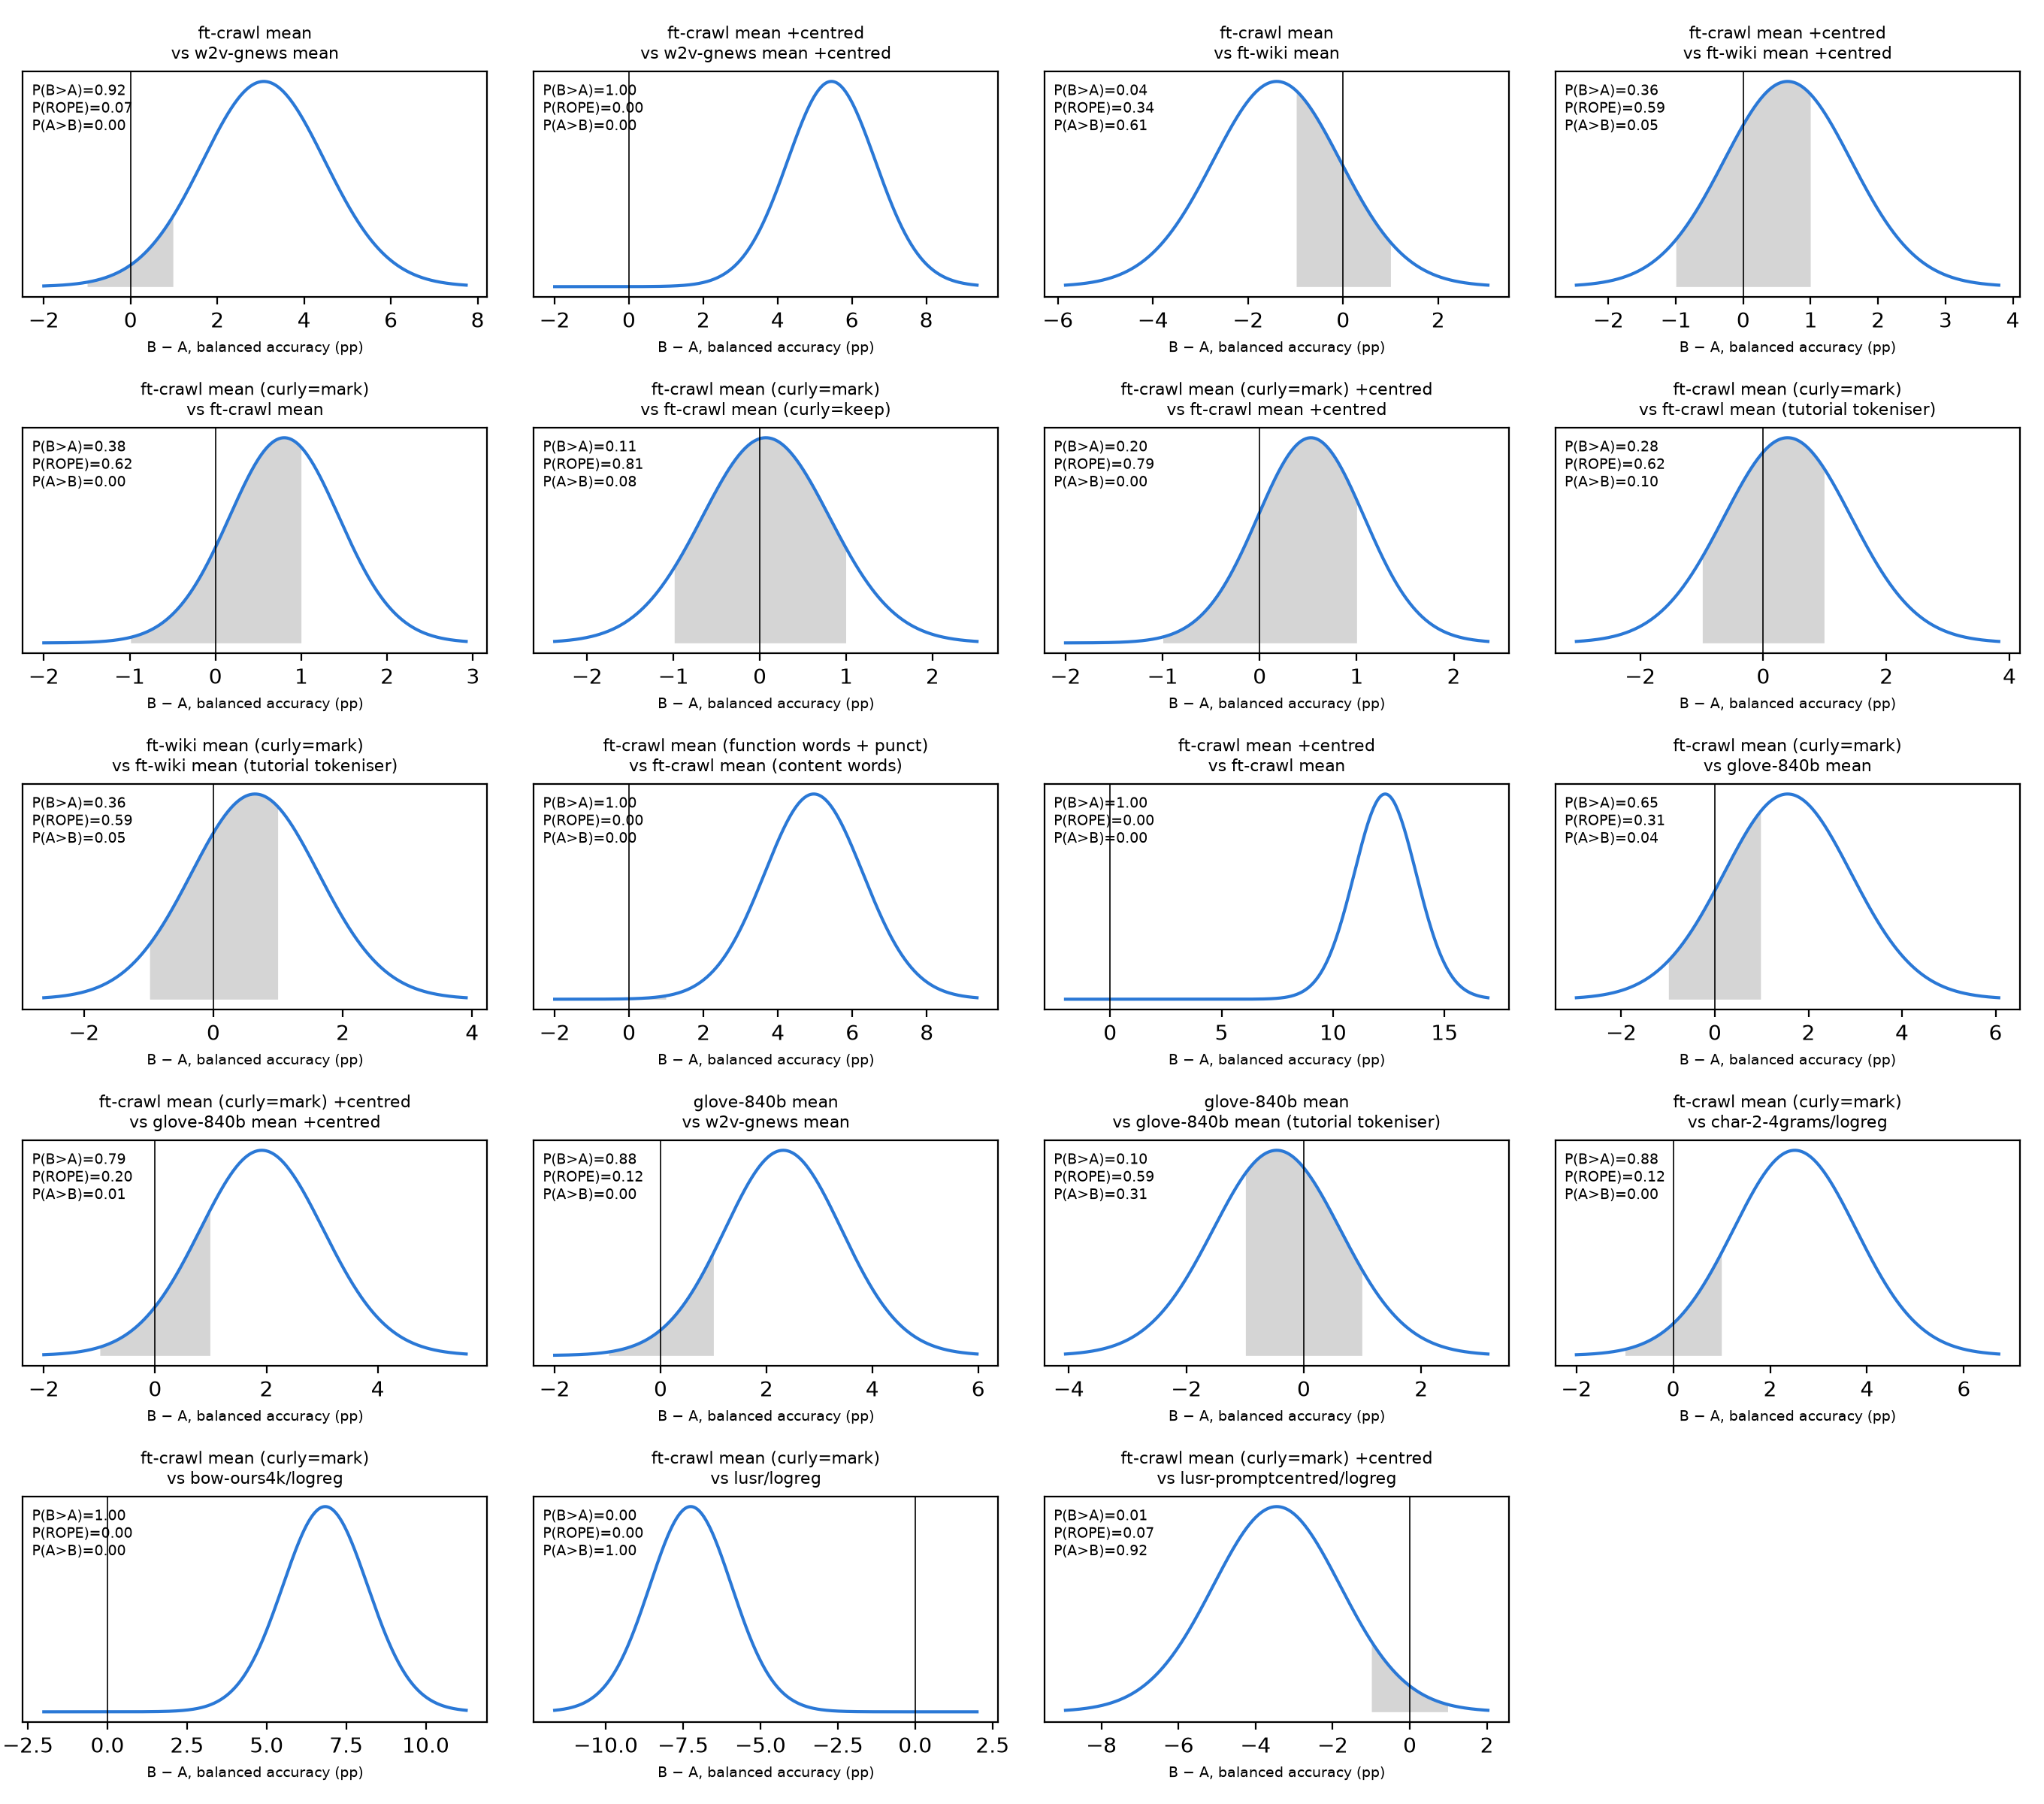 ft-crawl mean
vs w2v-gnews mean
P(B>A)=0.92
P(ROPE)=0.07
P(A>B)=0.00
−2 0 2 4 6 8
B − A, balanced accuracy (pp)
ft-crawl mean +centred
vs w2v-gnews mean +centred
P(B>A)=1.00
P(ROPE)=0.00
P(A>B)=0.00
−2 0 2 4 6 8
B − A, balanced accuracy (pp)
ft-crawl mean
vs ft-wiki mean
P(B>A)=0.04
P(ROPE)=0.34
P(A>B)=0.61
−6 −4 −2 0 2
B − A, balanced accuracy (pp)
ft-crawl mean +centred
vs ft-wiki mean +centred
P(B>A)=0.36
P(ROPE)=0.59
P(A>B)=0.05
−2 −1 0 1 2 3 4
B − A, balanced accuracy (pp)
ft-crawl mean (curly=mark)
vs ft-crawl mean
P(B>A)=0.38
P(ROPE)=0.62
P(A>B)=0.00
−2 −1 0 1 2 3
B − A, balanced accuracy (pp)
ft-crawl mean (curly=mark)
vs ft-crawl mean (curly=keep)
P(B>A)=0.11
P(ROPE)=0.81
P(A>B)=0.08
−2 −1 0 1 2
B − A, balanced accuracy (pp)
ft-crawl mean (curly=mark) +centred
vs ft-crawl mean +centred
P(B>A)=0.20
P(ROPE)=0.79
P(A>B)=0.00
−2 −1 0 1 2
B − A, balanced accuracy (pp)
ft-crawl mean (curly=mark)
vs ft-crawl mean (tutorial tokeniser)
P(B>A)=0.28
P(ROPE)=0.62
P(A>B)=0.10
−2 0 2 4
B − A, balanced accuracy (pp)
ft-wiki mean (curly=mark)
vs ft-wiki mean (tutorial tokeniser)
P(B>A)=0.36
P(ROPE)=0.59
P(A>B)=0.05
−2 0 2 4
B − A, balanced accuracy (pp)
ft-crawl mean (function words + punct)
vs ft-crawl mean (content words)
P(B>A)=1.00
P(ROPE)=0.00
P(A>B)=0.00
−2 0 2 4 6 8
B − A, balanced accuracy (pp)
ft-crawl mean +centred
vs ft-crawl mean
P(B>A)=1.00
P(ROPE)=0.00
P(A>B)=0.00
0 5 10 15
B − A, balanced accuracy (pp)
ft-crawl mean (curly=mark)
vs glove-840b mean
P(B>A)=0.65
P(ROPE)=0.31
P(A>B)=0.04
−2 0 2 4 6
B − A, balanced accuracy (pp)
ft-crawl mean (curly=mark) +centred
vs glove-840b mean +centred
P(B>A)=0.79
P(ROPE)=0.20
P(A>B)=0.01
−2 0 2 4
B − A, balanced accuracy (pp)
glove-840b mean
vs w2v-gnews mean
P(B>A)=0.88
P(ROPE)=0.12
P(A>B)=0.00
−2 0 2 4 6
B − A, balanced accuracy (pp)
glove-840b mean
vs glove-840b mean (tutorial tokeniser)
P(B>A)=0.10
P(ROPE)=0.59
P(A>B)=0.31
−4 −2 0 2
B − A, balanced accuracy (pp)
ft-crawl mean (curly=mark)
vs char-2-4grams/logreg
P(B>A)=0.88
P(ROPE)=0.12
P(A>B)=0.00
−2 0 2 4 6
B − A, balanced accuracy (pp)
ft-crawl mean (curly=mark)
vs bow-ours4k/logreg
P(B>A)=1.00
P(ROPE)=0.00
P(A>B)=0.00
−2.5 0.0 2.5 5.0 7.5 10.0
B − A, balanced accuracy (pp)
ft-crawl mean (curly=mark)
vs lusr/logreg
P(B>A)=0.00
P(ROPE)=0.00
P(A>B)=1.00
−10.0 −7.5 −5.0 −2.5 0.0 2.5
B − A, balanced accuracy (pp)
ft-crawl mean (curly=mark) +centred
vs lusr-promptcentred/logreg
P(B>A)=0.01
P(ROPE)=0.07
P(A>B)=0.92
−8 −6 −4 −2 0 2
B − A, balanced accuracy (pp)